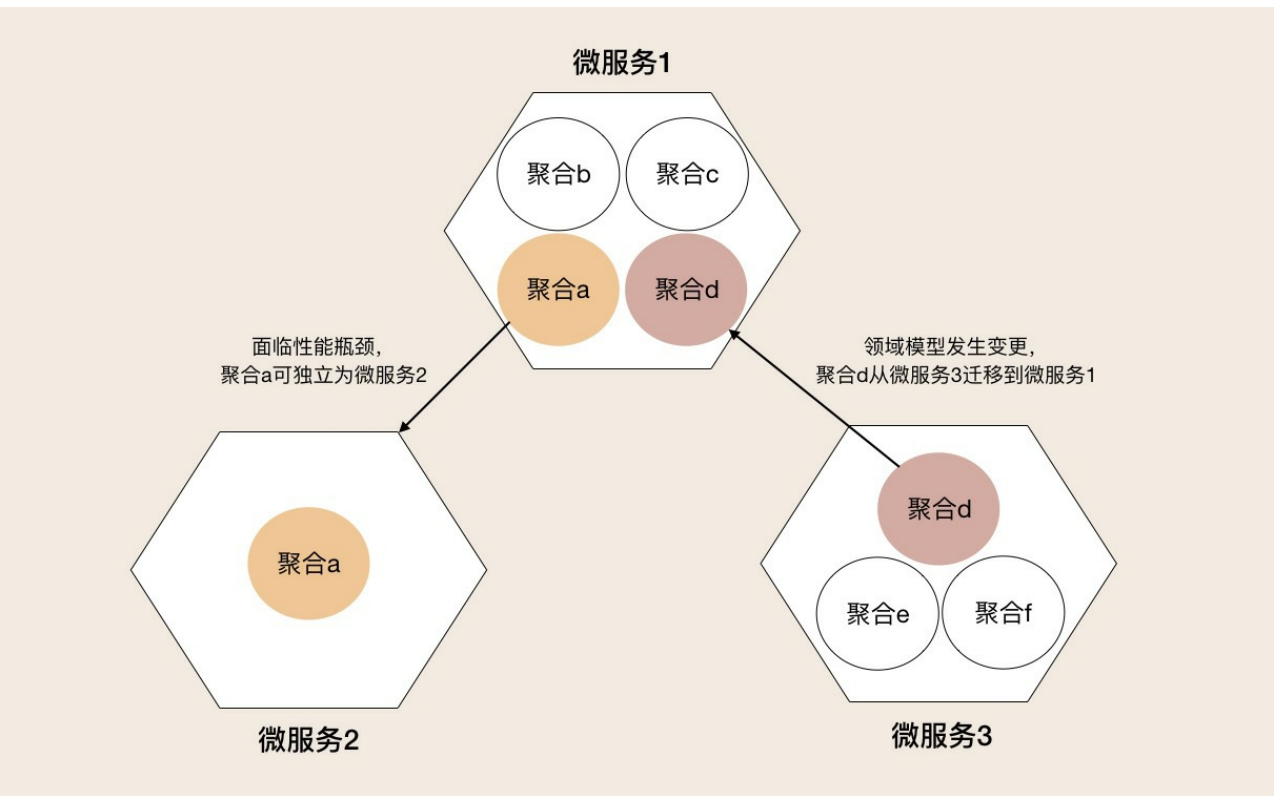 微服务1
聚合b
聚合c
聚合a
聚合d
面临性能瓶颈，
聚合a可独立为微服务2
领域模型发生变更，
聚合d从微服务3迁移到微服务1
聚合a
微服务2
聚合d
聚合e
聚合f
微服务3